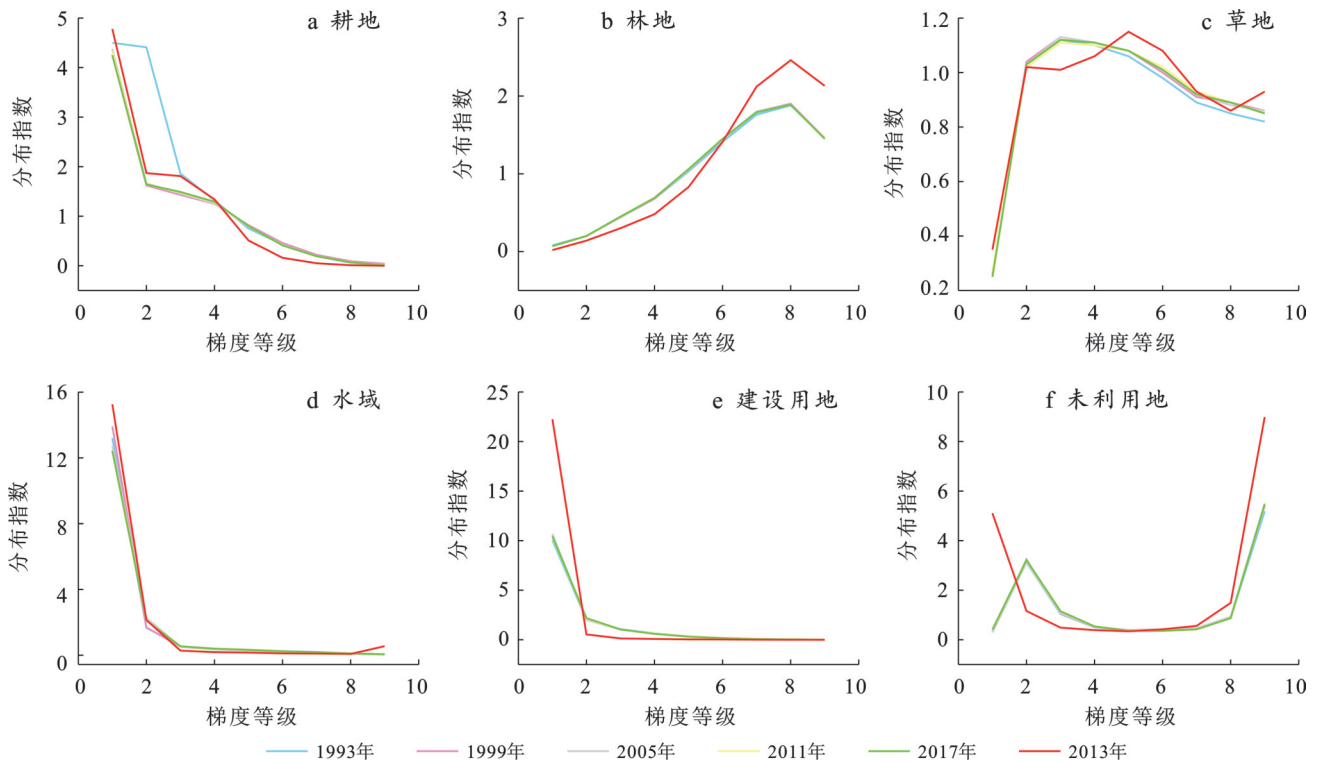 a 耕地
5
4
3
2
1
0
分布指数
0 2 4 6 8 10
梯度等级
b 林地
3
2
1
0
分布指数
0 2 4 6 8 10
梯度等级
c 草地
1.2
1.0
0.8
0.6
0.4
0.2
分布指数
0 2 4 6 8 10
梯度等级
d 水域
16
12
8
4
0
分布指数
0 2 4 6 8 10
梯度等级
e 建设用地
25
20
15
10
5
0
分布指数
0 2 4 6 8 10
梯度等级
f 未利用地
10
8
6
4
2
0
分布指数
0 2 4 6 8 10
梯度等级
1993年 1999年 2005年 2011年 2017年 2013年